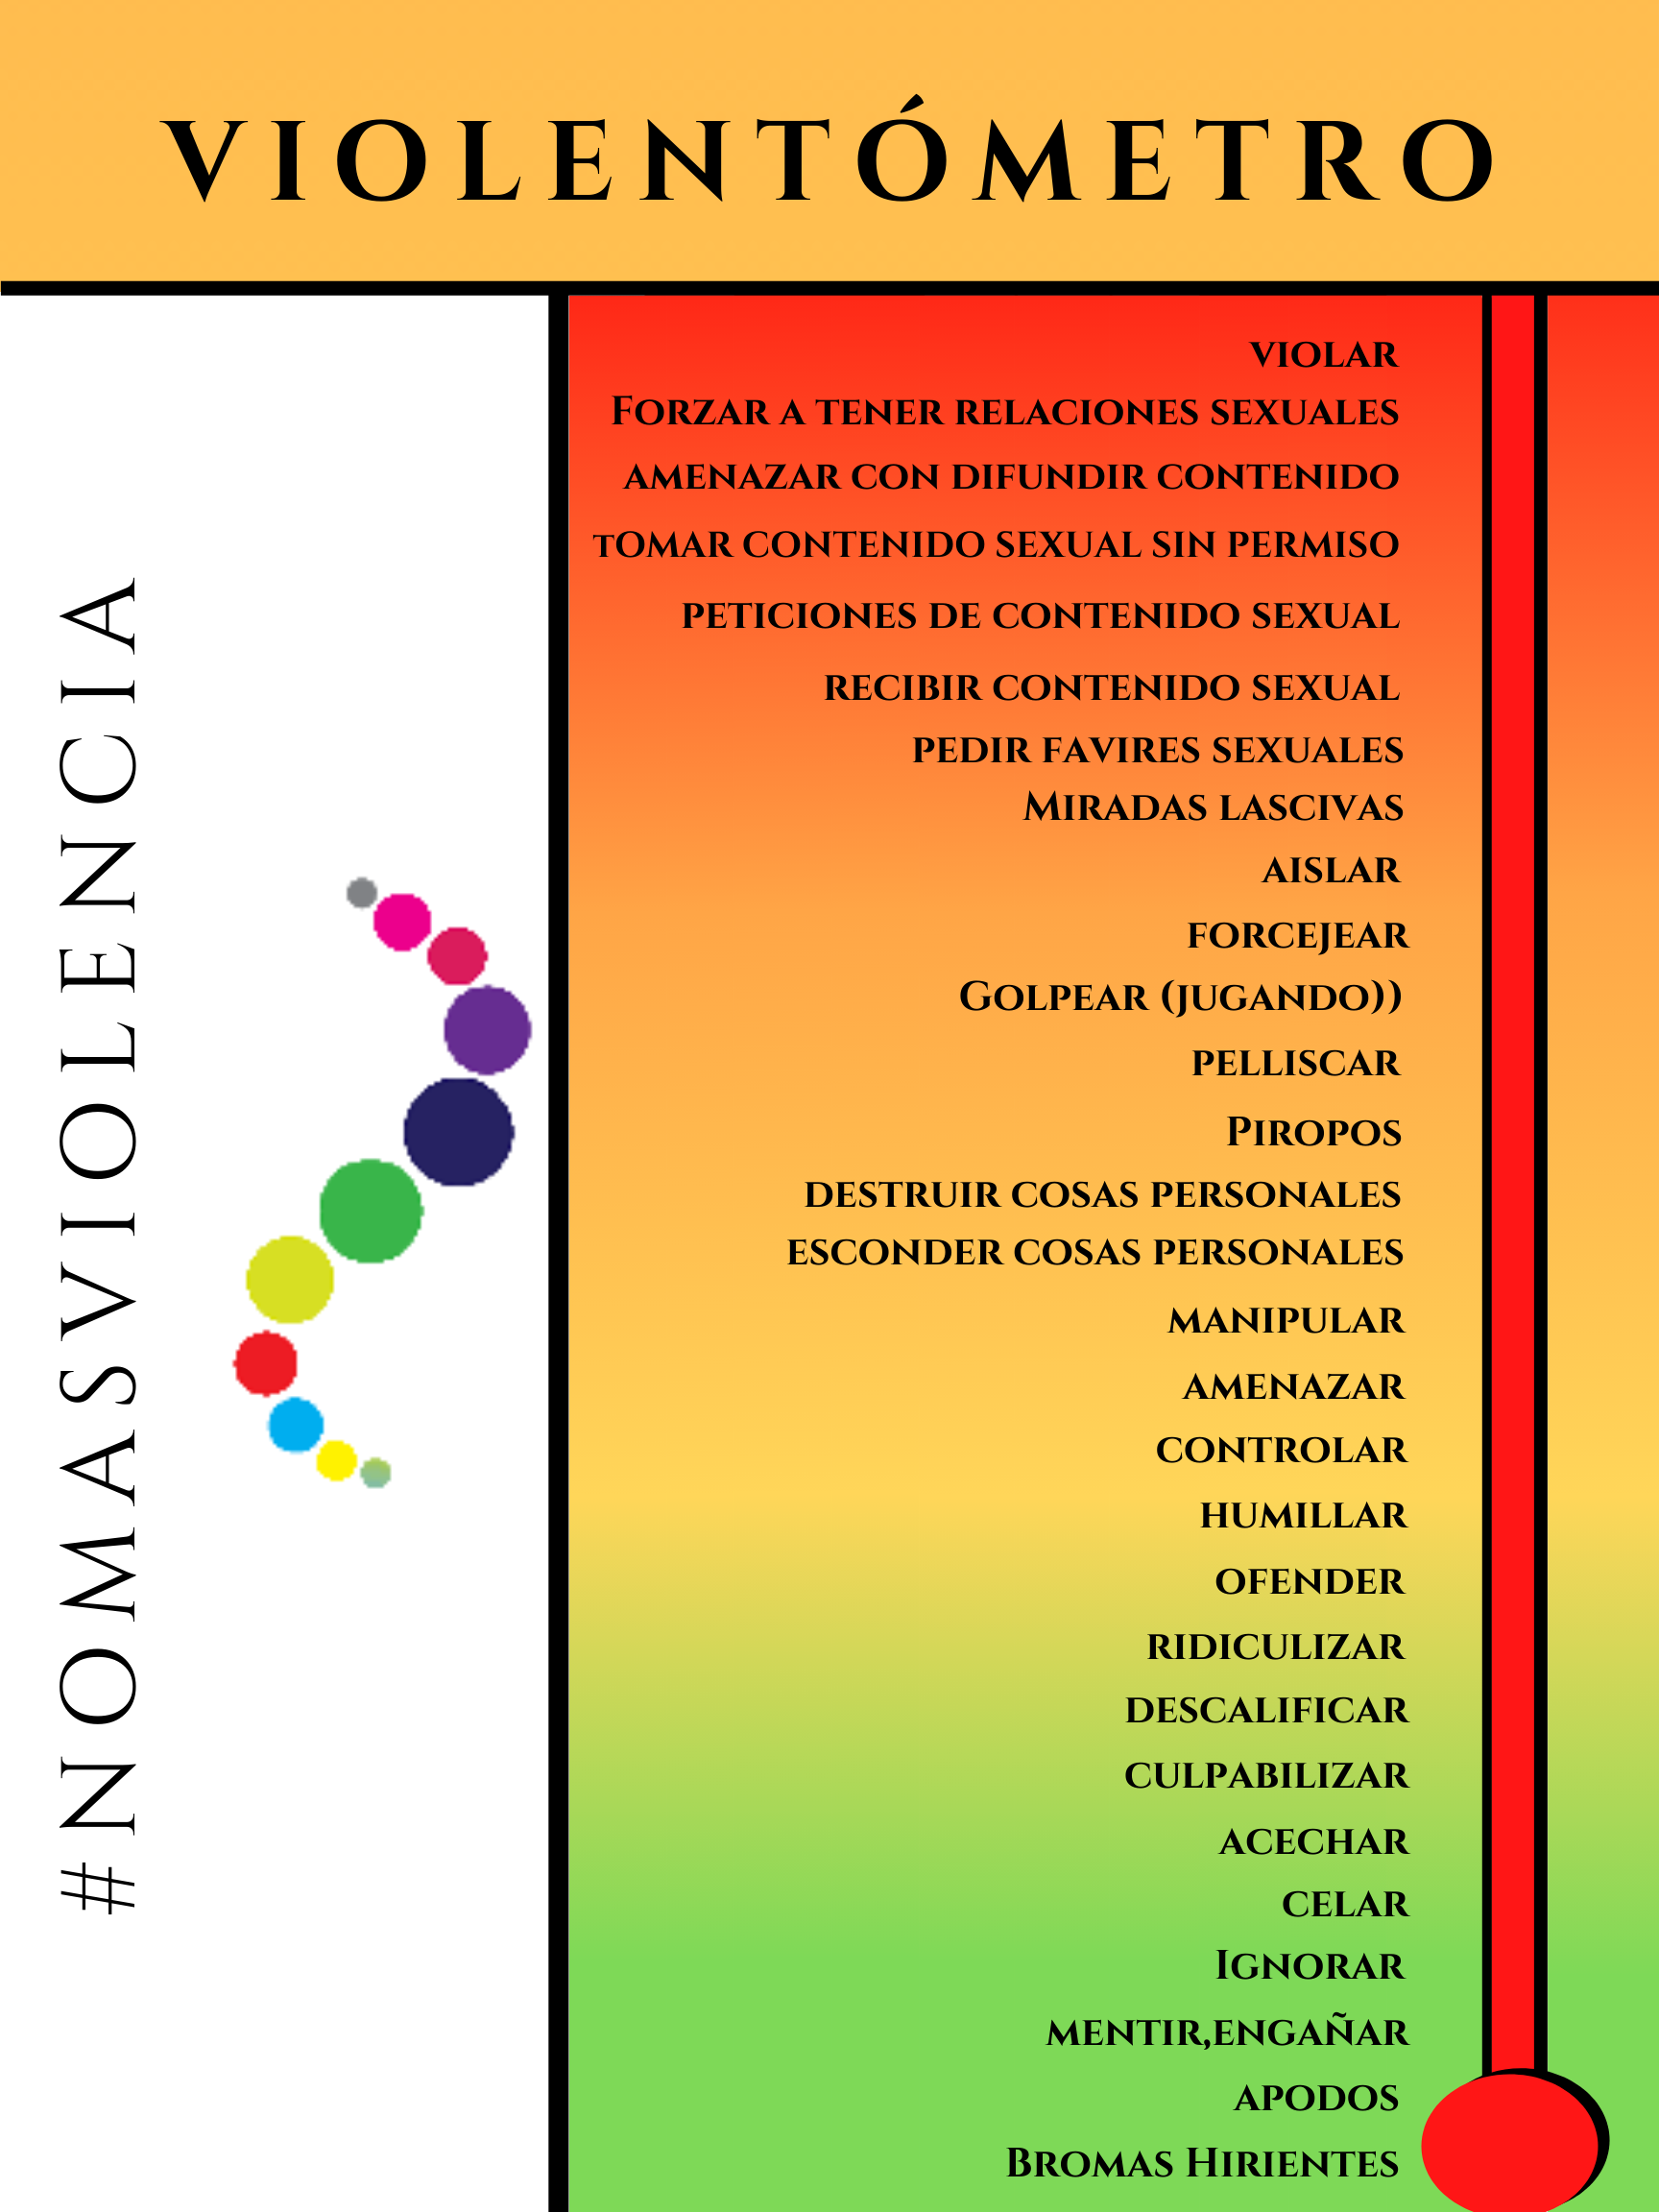 VIOLENTÓMETRO
#NOMASVIOLENCIA
VIOLAR
FORZAR A TENER RELACIONES SEXUALES
AMENAZAR CON DIFUNDIR CONTENIDO
TOMAR CONTENIDO SEXUAL SIN PERMISO
PETICIONES DE CONTENIDO SEXUAL
RECIBIR CONTENIDO SEXUAL
PEDIR FAVIRES SEXUALES
MIRADAS LASCIVAS
AISLAR
FORCEJEAR
GOLPEAR (JUGANDO))
PELLISCAR
PIROPOS
DESTRUIR COSAS PERSONALES
ESCONDER COSAS PERSONALES
MANIPULAR
AMENAZAR
CONTROLAR
HUMILLAR
OFENDER
RIDICULIZAR
DESCALIFICAR
CULPABILIZAR
ACECHAR
CELAR
IGNORAR
MENTIR,ENGAÑAR
APODOS
BROMAS HIRIENTES